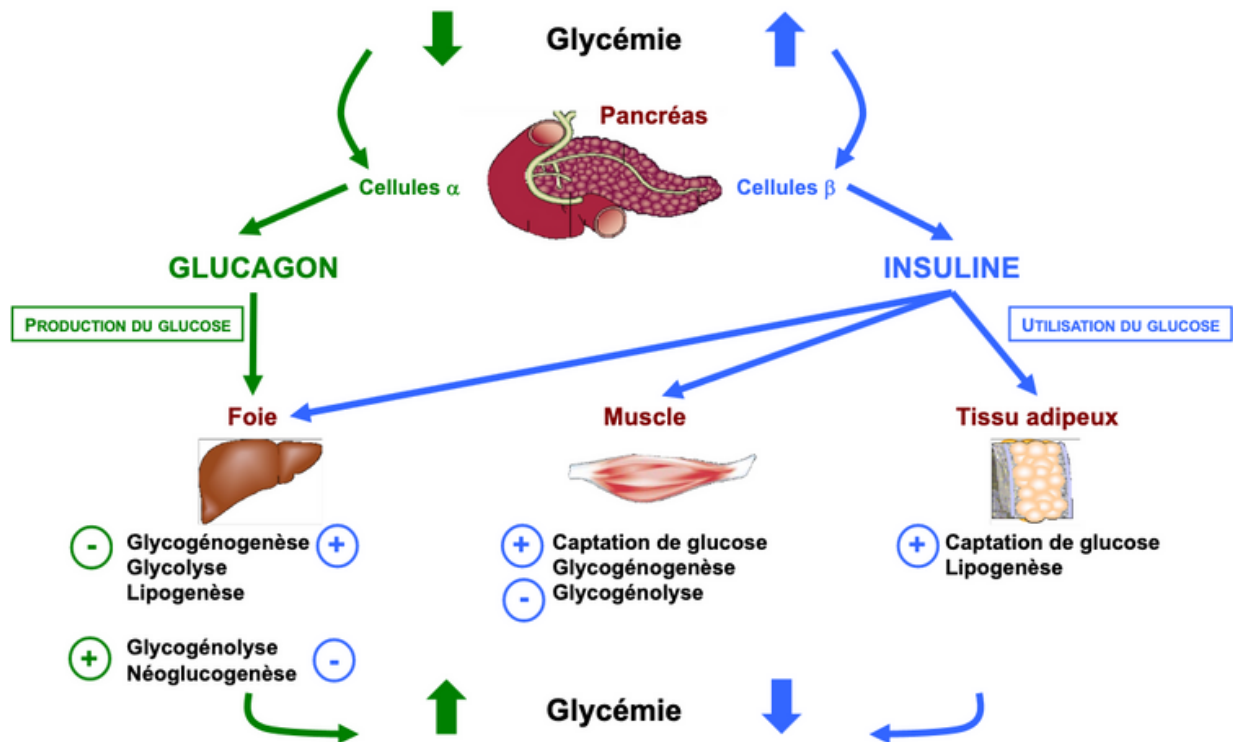 Glycémie
Pancréas
Cellules α
Cellules β
GLUCAGON
INSULINE
PRODUCTION DU GLUCOSE
UTILISATION DU GLUCOSE
Foie
Muscle
Tissu adipeux
- Glycogénogenèse +
Glycolyse
Lipogenèse
+ Captation de glucose
Glycogénogenèse
- Glycogénolyse
+ Captation de glucose
Lipogenèse
+ Glycogénolyse -
Néoglucogenèse
Glycémie